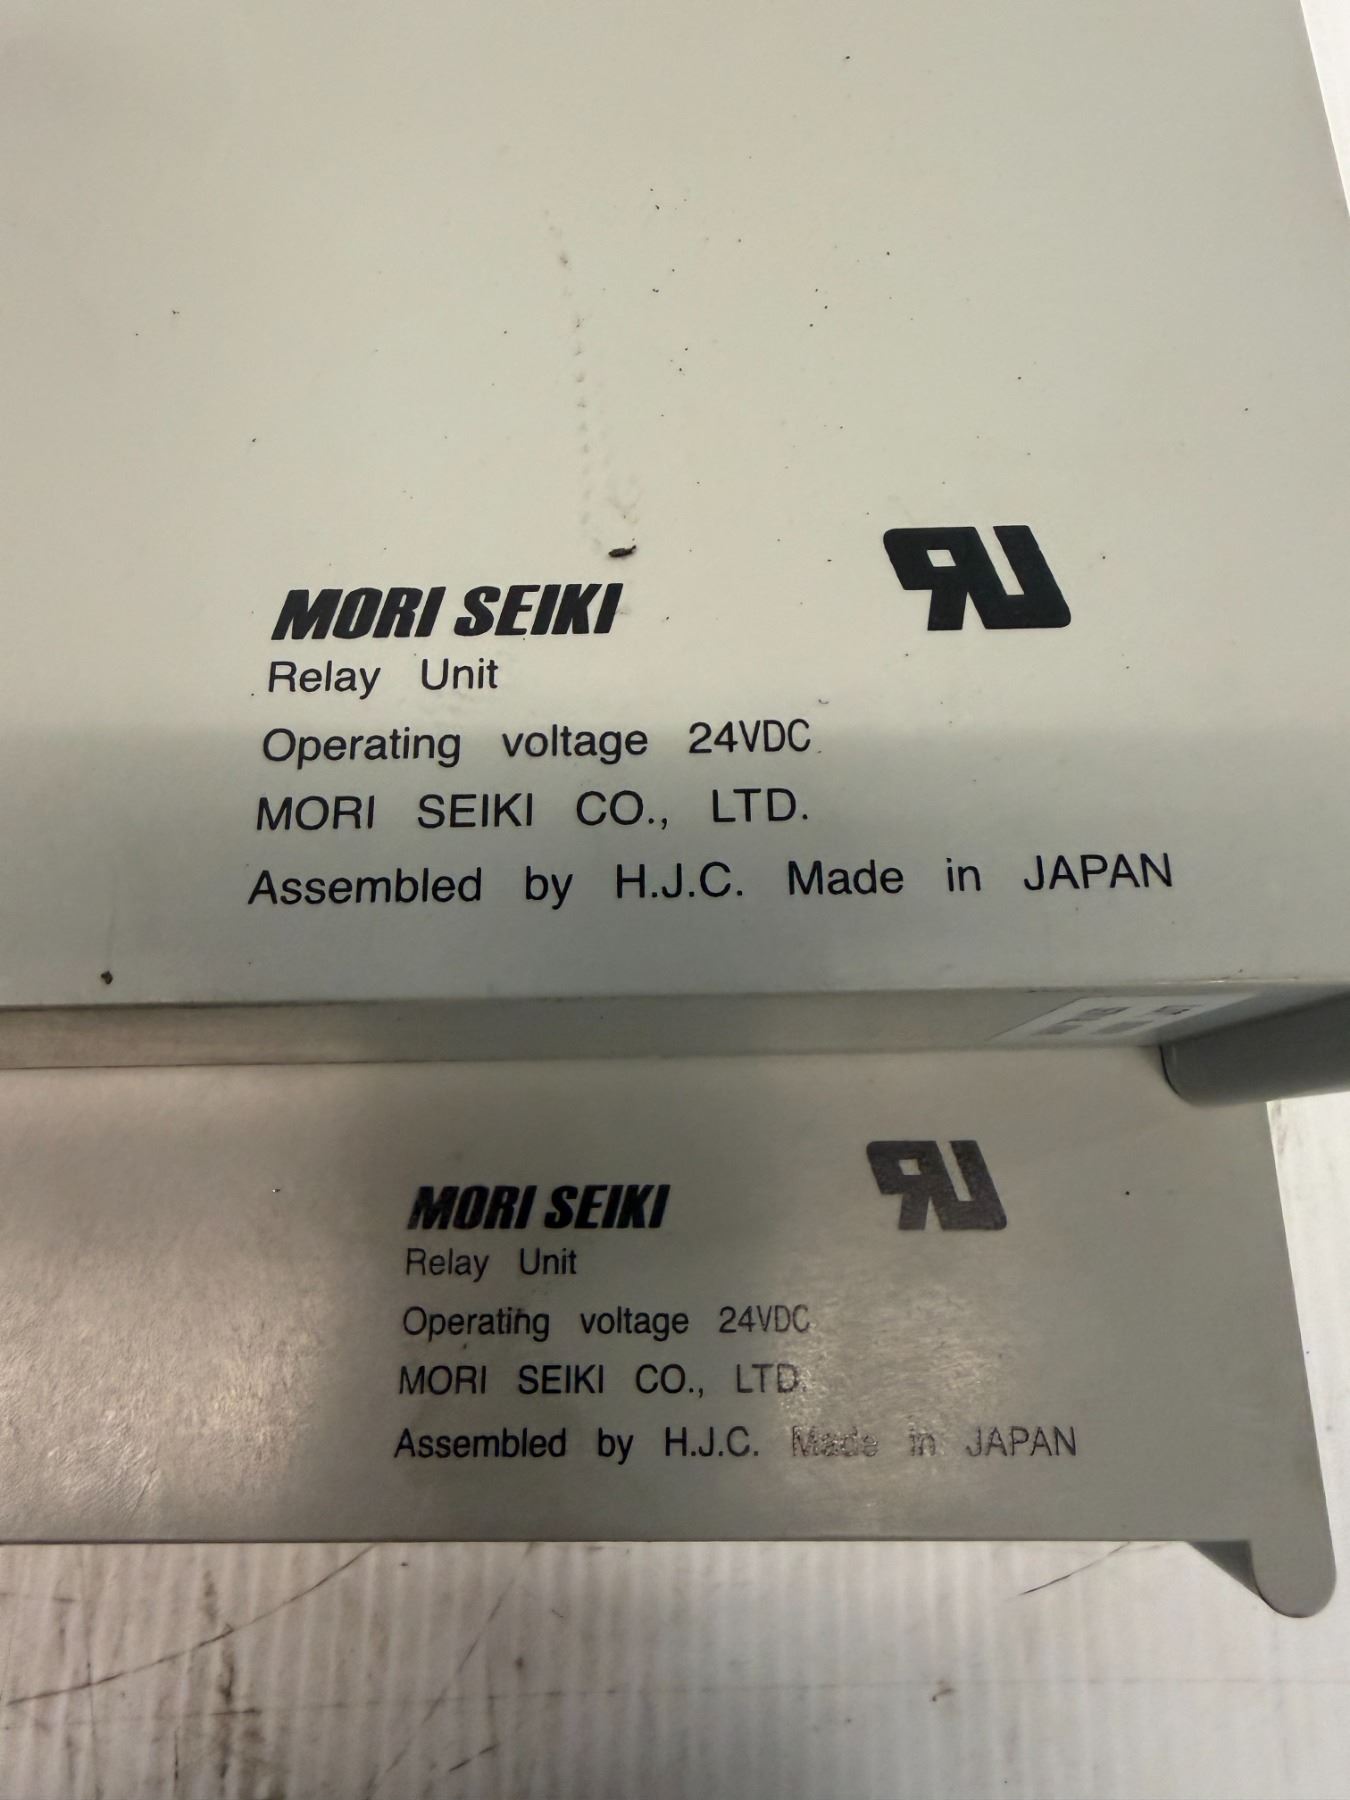 MORI SEIKI
Relay Unit
Operating voltage 24VDC
MORI SEIKI CO., LTD.
Assembled by H.J.C. Made in JAPAN
MORI SEIKI
Relay Unit
Operating voltage 24VDC
MORI SEIKI CO., LTD.
Assembled by H.J.C. Made in JAPAN